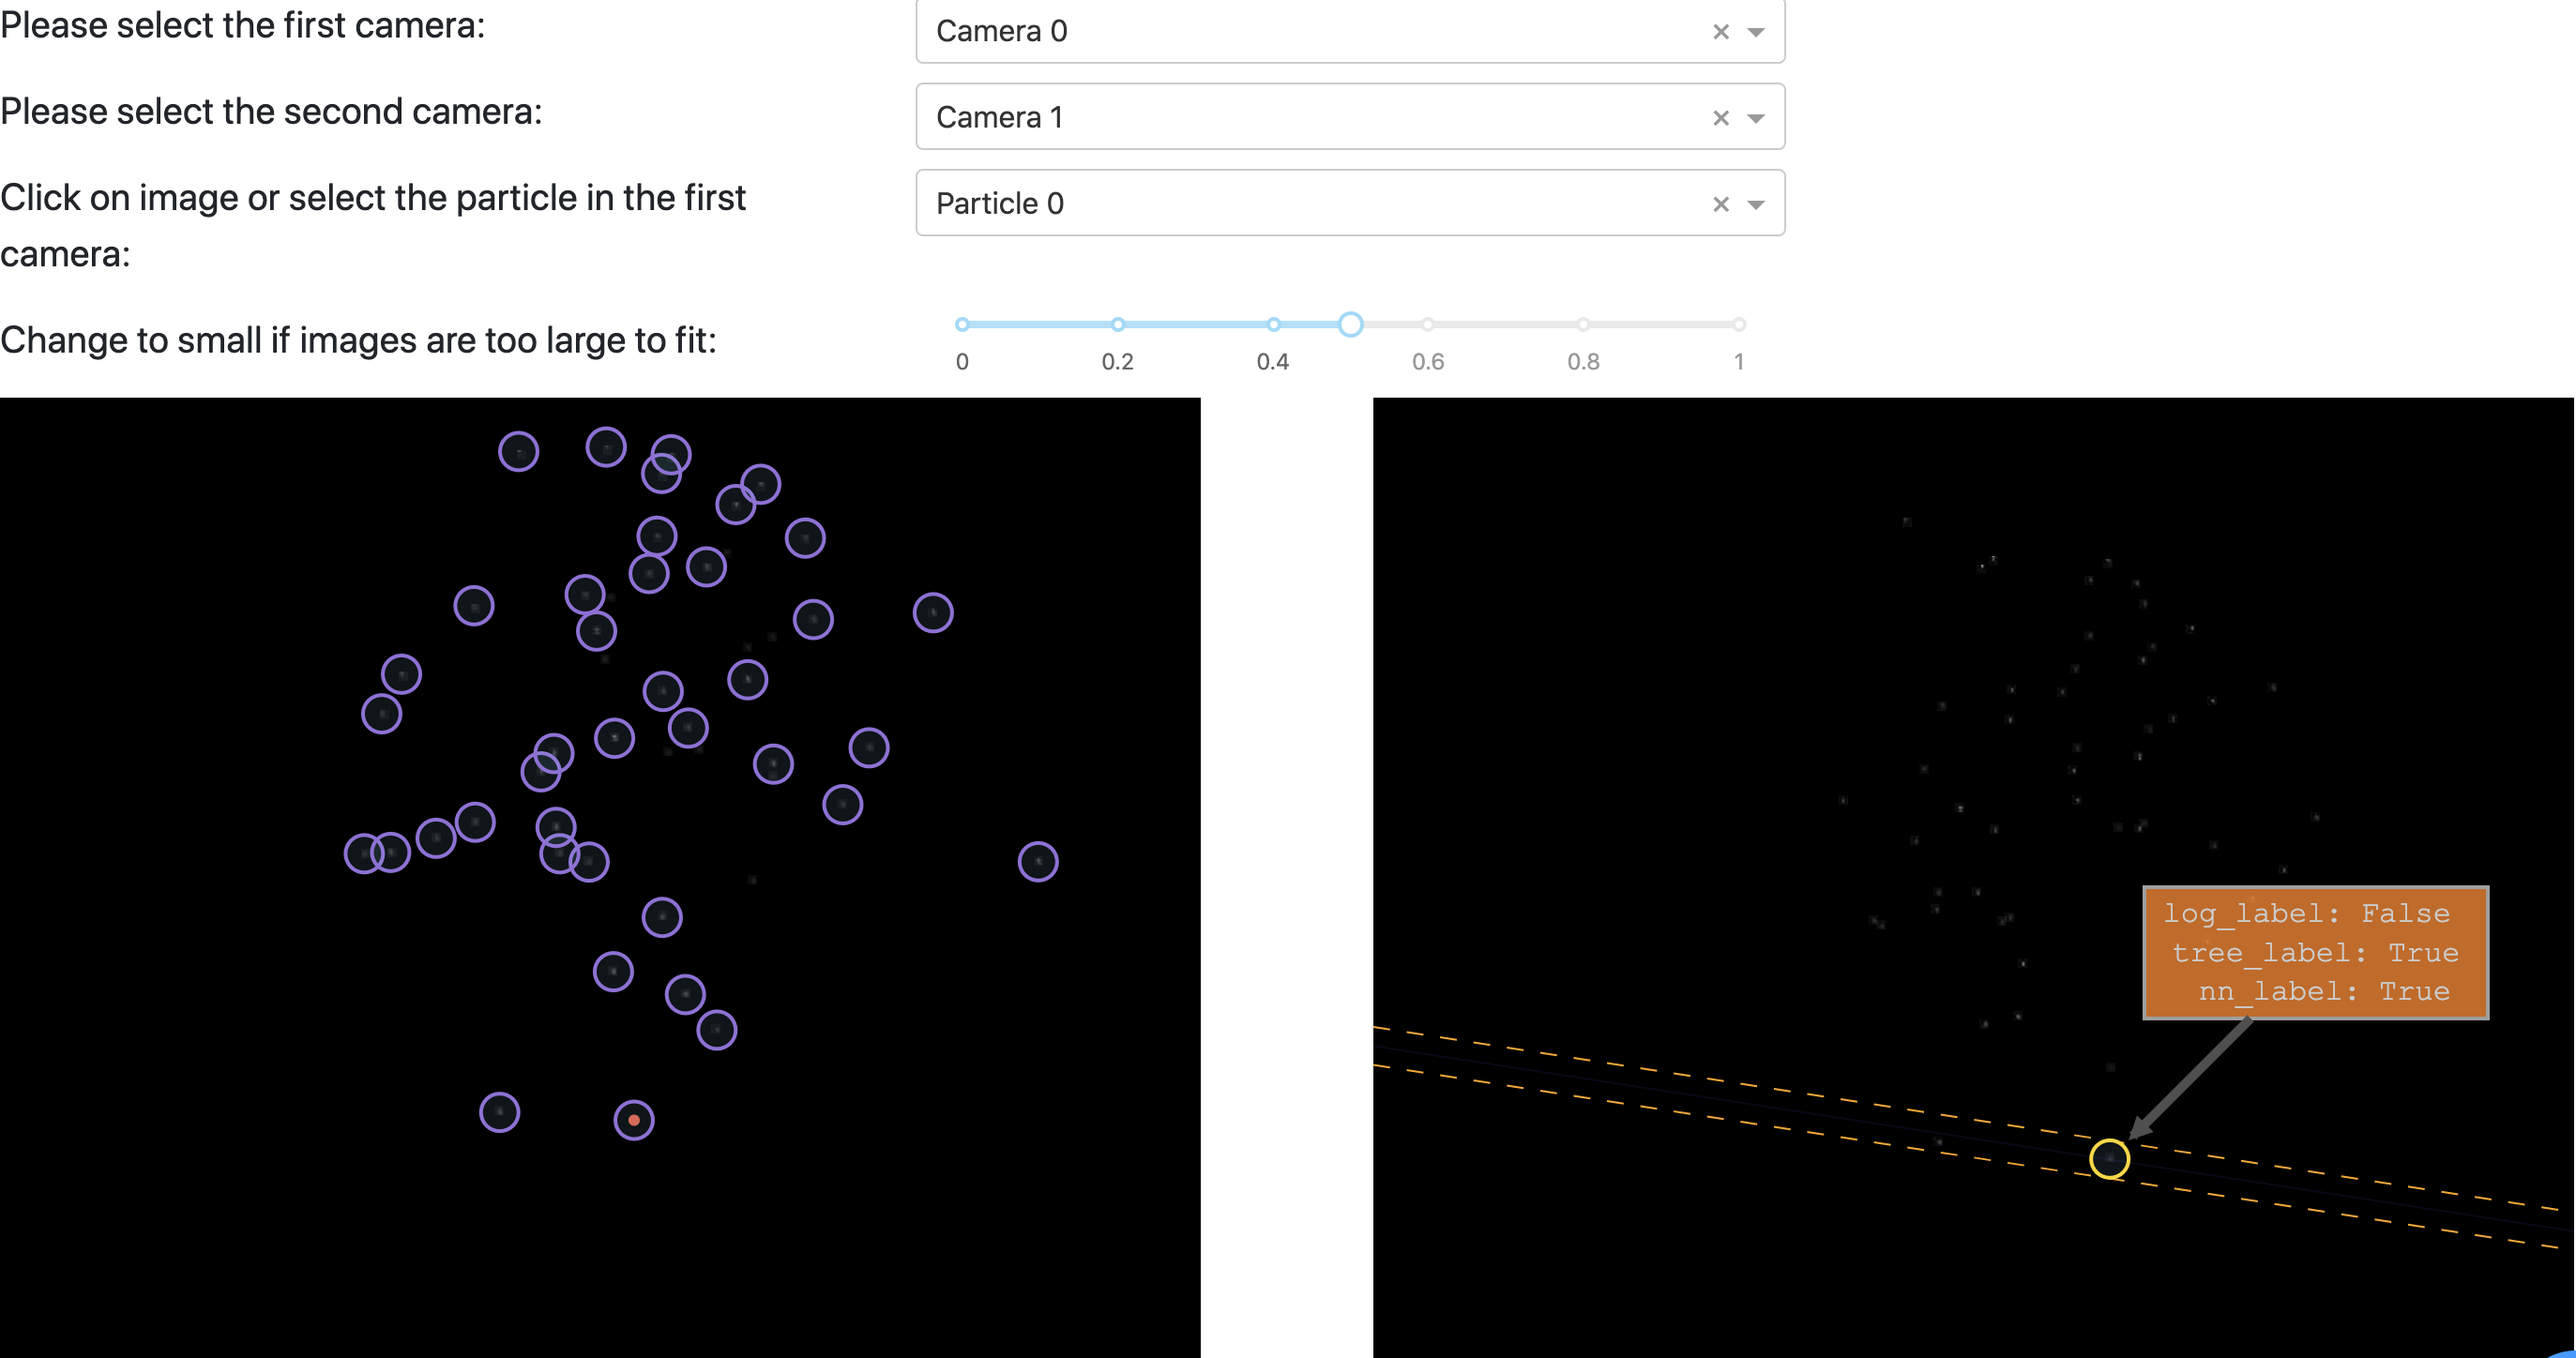 Please select the first camera:
Camera 0
Please select the second camera:
Camera 1
Click on image or select the particle in the first
camera:
Particle 0
Change to small if images are too large to fit:
0 0.2 0.4 0.6 0.8 1
log_label: False
tree_label: True
nn_label: True